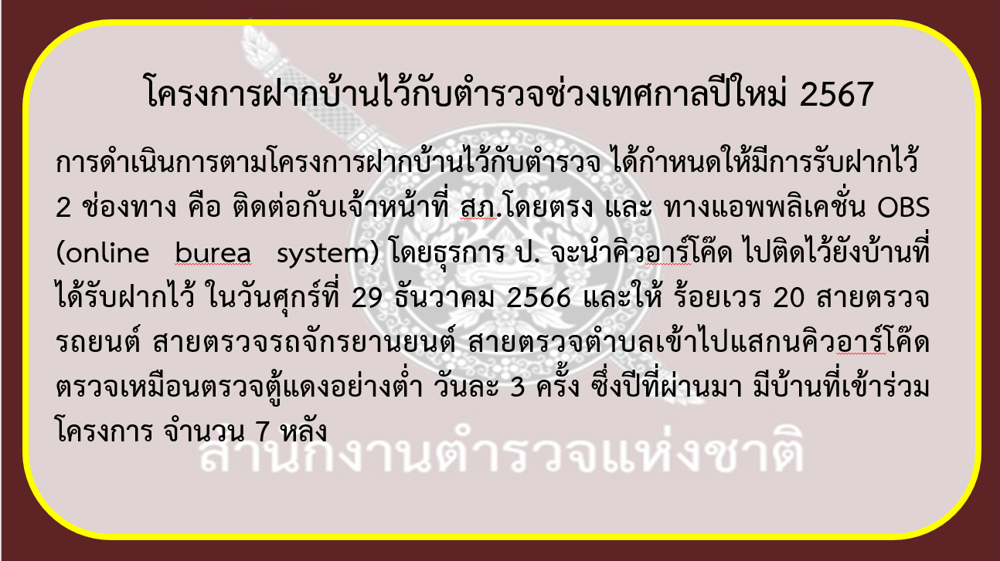 โครงการฝากบ้านไว้กับตำรวจช่วงเทศกาลปีใหม่ 2567
การดำเนินการตามโครงการฝากบ้านไว้กับตำรวจ ได้กำหนดให้มีการรับฝากไว้
2 ช่องทาง คือ ติดต่อกับเจ้าหน้าที่ สภ.โดยตรง และ ทางแอพพลิเคชั่น OBS
(online burea system) โดยธุรการ ป. จะนำคิวอาร์โค๊ด ไปติดไว้ยังบ้านที่
ได้รับฝากไว้ ในวันศุกร์ที่ 29 ธันวาคม 2566 และให้ ร้อยเวร 20 สายตรวจ
รถยนต์ สายตรวจรถจักรยานยนต์ สายตรวจตำบลเข้าไปแสกนคิวอาร์โค๊ด
ตรวจเหมือนตรวจตู้แดงอย่างต่ำ วันละ 3 ครั้ง ซึ่งปีที่ผ่านมา มีบ้านที่เข้าร่วม
โครงการ จำนวน 7 หลัง
สำนักงานตำรวจแห่งชาติ